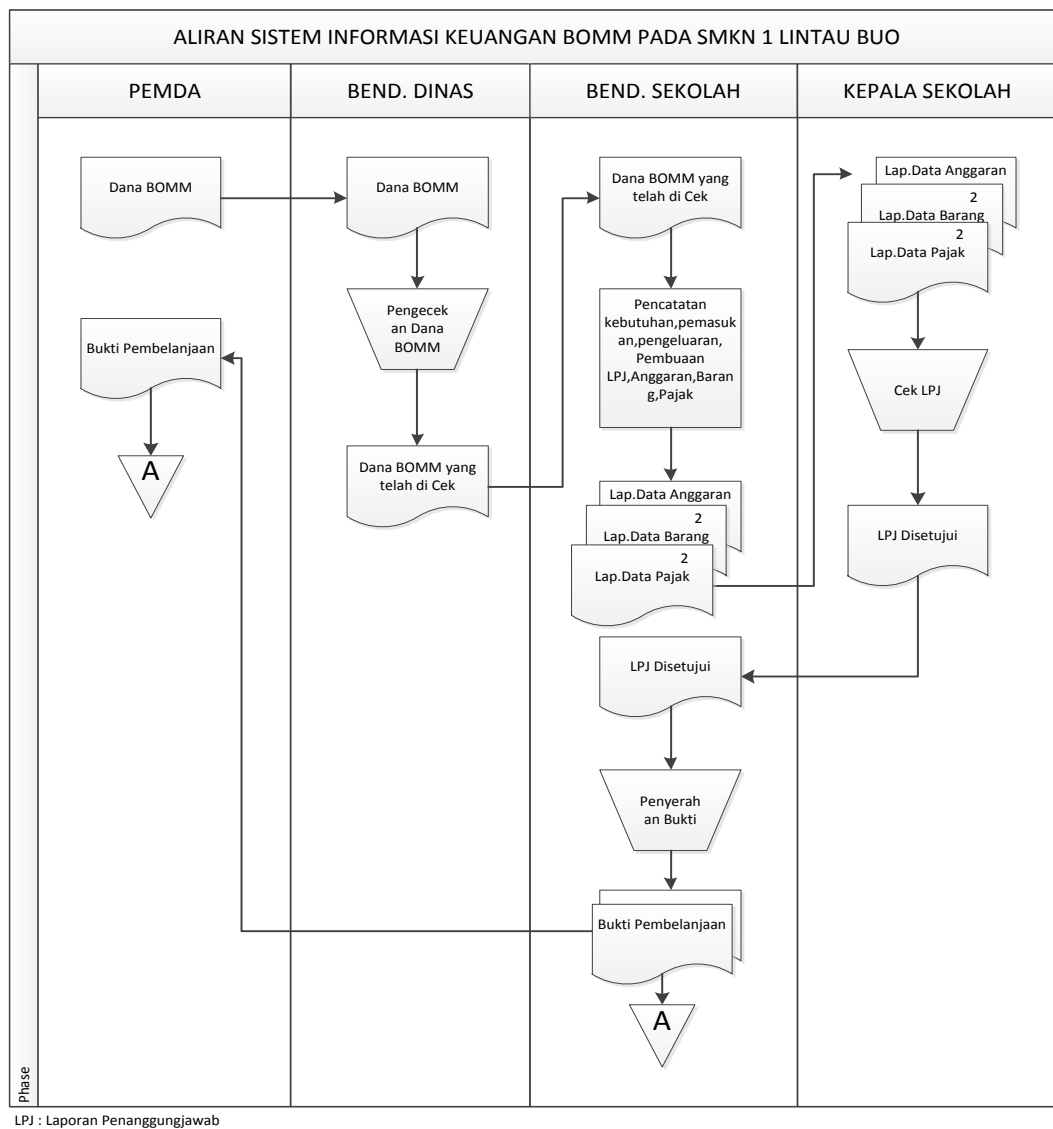 ALIRAN SISTEM INFORMASI KEUANGAN BOMM PADA SMKN 1 LINTAU BUO
PEMDA
BEND. DINAS
BEND. SEKOLAH
KEPALA SEKOLAH
Dana BOMM
Bukti Pembelanjaan
A
Dana BOMM
Pengecek
an Dana
BOMM
Dana BOMM yang
telah di Cek
Dana BOMM yang
telah di Cek
Pencatatan
kebutuhan,pemasuk
an,pengeluaran,
Pembuaan
LPJ,Anggaran,Baran
g,Pajak
Lap.Data Anggaran
2
Lap.Data Barang
2
Lap.Data Pajak
LPJ Disetujui
Penyerah
an Bukti
Bukti Pembelanjaan
A
Lap.Data Anggaran
2
Lap.Data Barang
2
Lap.Data Pajak
Cek LPJ
LPJ Disetujui
Phase
LPJ : Laporan Penanggungjawab